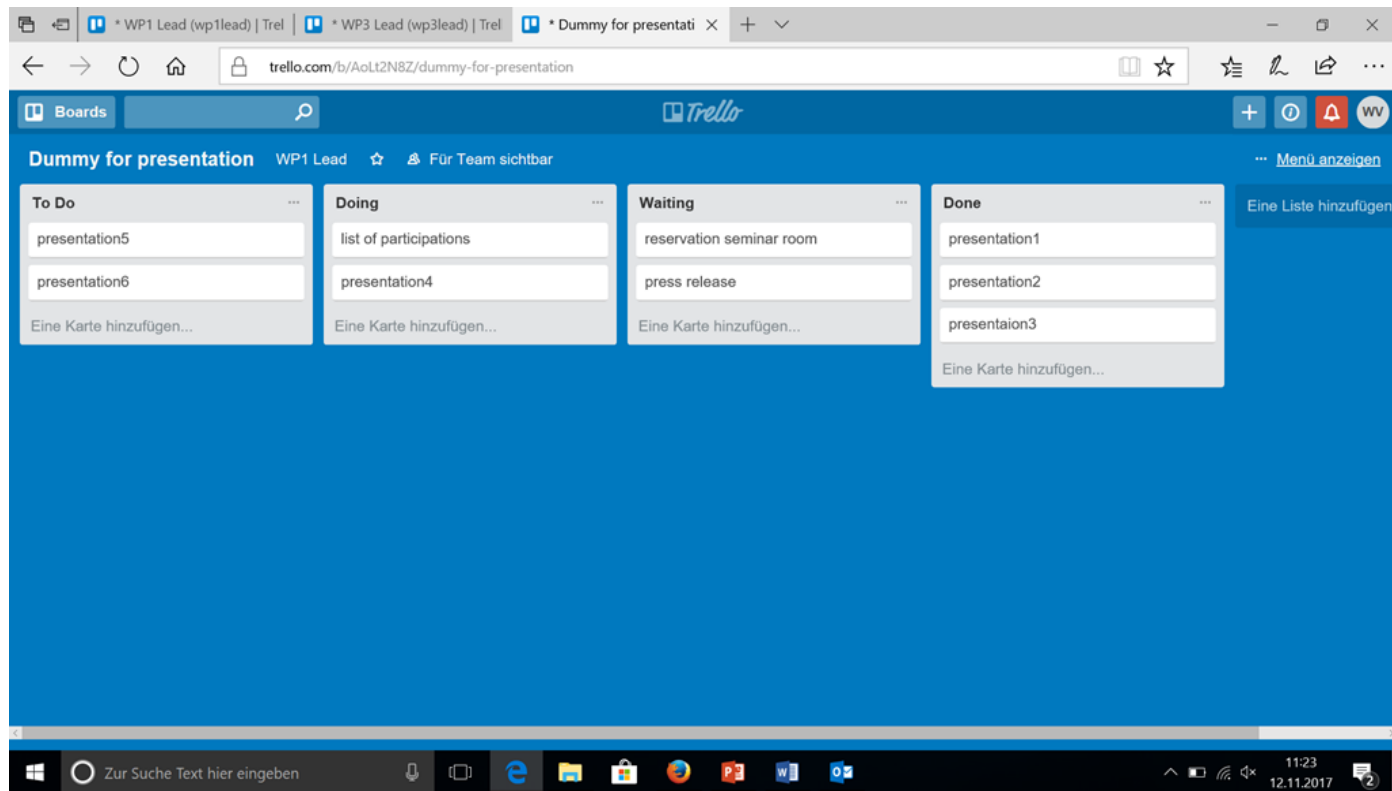 * WP1 Lead (wp1lead) | Trel
* WP3 Lead (wp3lead) | Trel
* Dummy for presentati
trello.com/b/AoLt2N8Z/dummy-for-presentation
Boards
Trello
WV
Dummy for presentation WP1 Lead Für Team sichtbar
... Menü anzeigen
To Do
presentation5
presentation6
Eine Karte hinzufügen...
Doing
list of participations
presentation4
Eine Karte hinzufügen...
Waiting
reservation seminar room
press release
Eine Karte hinzufügen...
Done
presentation1
presentation2
presentaion3
Eine Karte hinzufügen...
Eine Liste hinzufügen
Zur Suche Text hier eingeben
11:23
12.11.2017
2